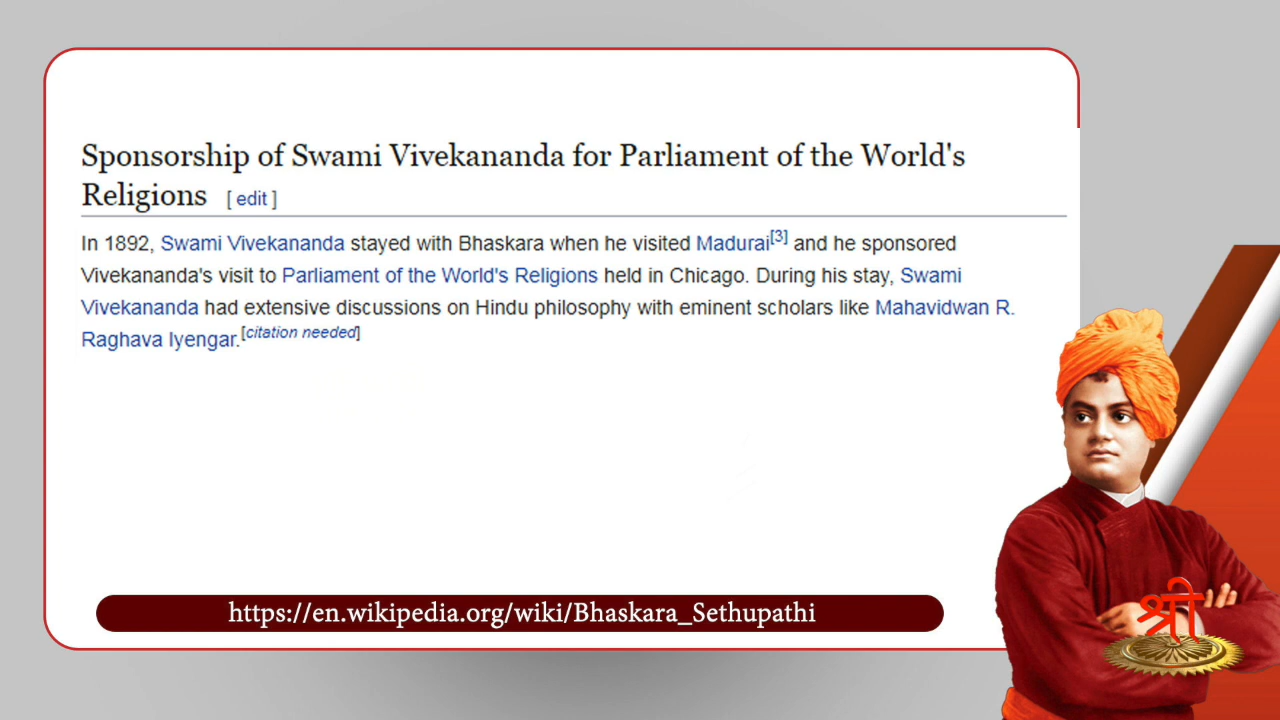 Sponsorship of Swami Vivekananda for Parliament of the World's
Religions [ edit ]
In 1892, Swami Vivekananda stayed with Bhaskara when he visited Madurai[3] and he sponsored
Vivekananda's visit to Parliament of the World's Religions held in Chicago. During his stay, Swami
Vivekananda had extensive discussions on Hindu philosophy with eminent scholars like Mahavidwan R.
Raghava Iyengar.[citation needed]
https://en.wikipedia.org/wiki/Bhaskara_Sethupathi
श्री